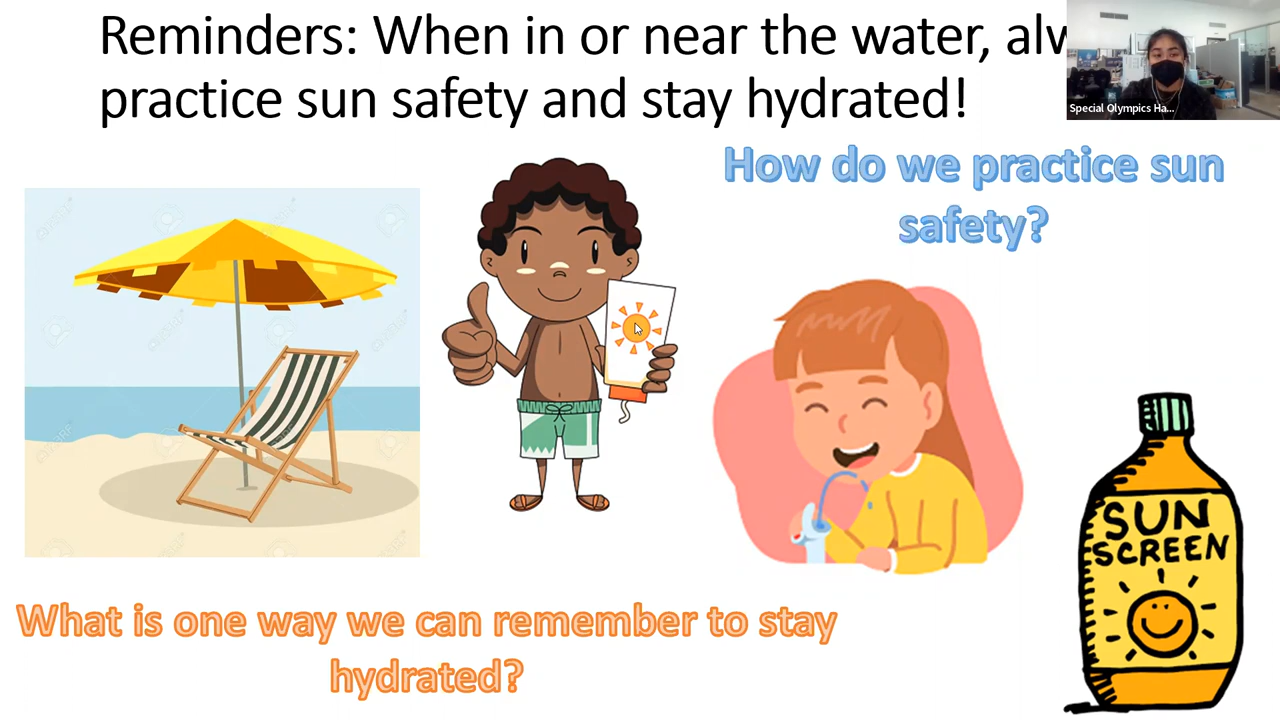 Reminders: When in or near the water,
practice sun safety and stay hydrated!
Special Olympics Ha...
How do we practice sun
safety?
SUN
SCREEN
What is one way we can remember to stay
hydrated?